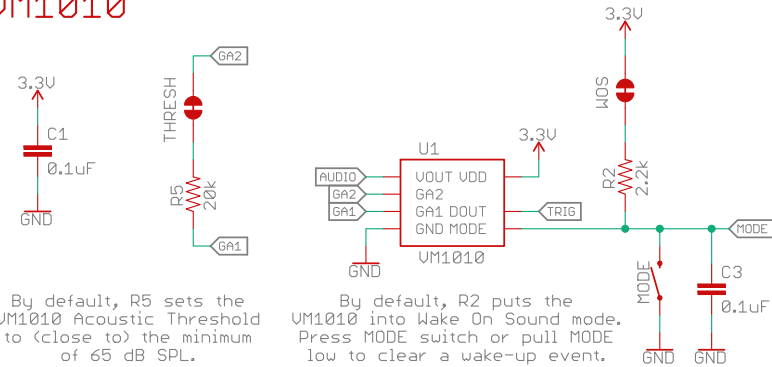 VM1010
3.3V
C1
0.1uF
GND
GA2
THRESH
R5
20k
GA1
By default, R5 sets the
VM1010 Acoustic Threshold
to (close to) the minimum
of 65 dB SPL.
U1
3.3V
AUDIO
GA2
GA1
VOUT VDD
GA2
GA1 DOUT
GND MODE
TRIG
VM1010
GND
3.3V
WOS
R2
2.2k
MODE
MODE
C3
0.1uF
GND
GND
By default, R2 puts the
VM1010 into Wake On Sound mode.
Press MODE switch or pull MODE
low to clear a wake-up event.